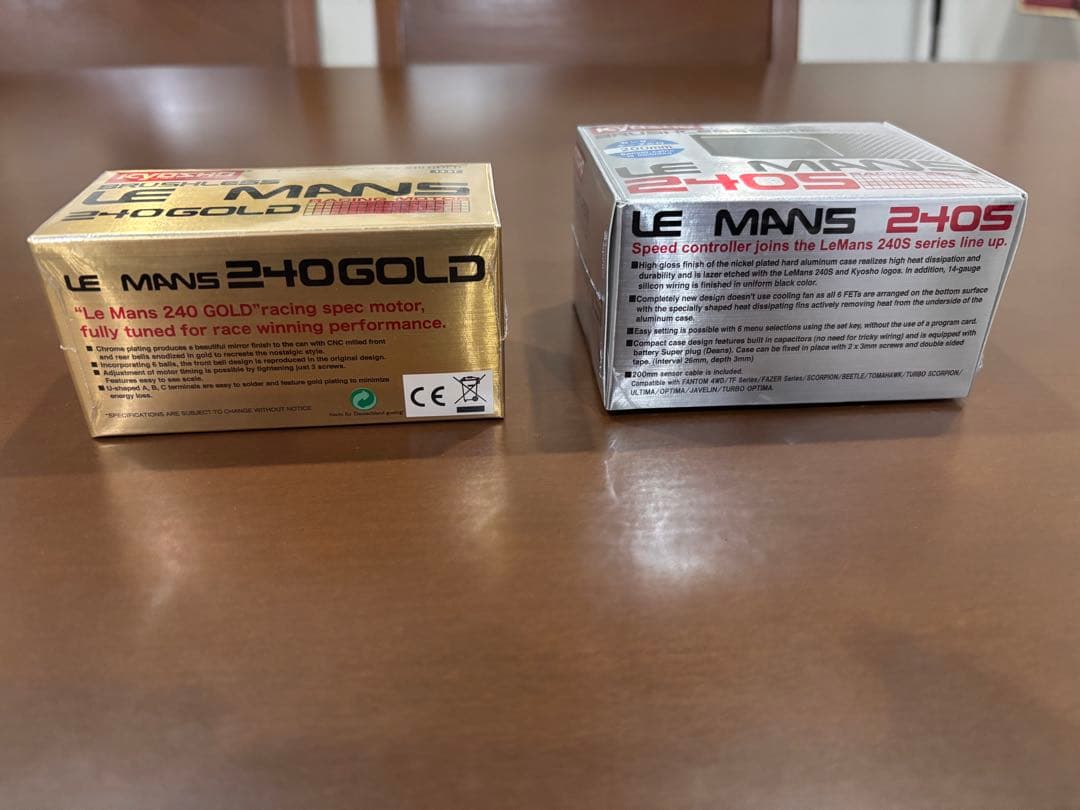 KYOSHO
BRUSHLESS
LE MANS
240GOLD
LE MANS 240GOLD
"Le Mans 240 GOLD"racing spec motor,
fully tuned for race winning performance.
■ Chrome plating produces a beautiful mirror finish to the can with CNC milled front
and rear bells anodized in gold to recreate the nostalgic style.
■ Incorporating 6 balls, the front bell design is reproduced in the original design.
■ Adjustment of motor timing is possible by tightening just 3 screws.
Features easy to see scale.
■ U-shaped A, B, C terminals are easy to solder and feature gold plating to minimize
energy loss.
*SPECIFICATIONS ARE SUBJECT TO CHANGE WITHOUT NOTICE
CE
KYOSHO
LE MANS
240S
LE MANS 240S
Speed controller joins the LeMans 240S series line up.
■High gloss finish of the nickel plated hard aluminum case realizes high heat dissipation and
durability and is lazer etched with the LeMans 240S and Kyosho logos. In addition, 14-gauge
silicon wiring is finished in uniform black color.
■Completely new design doesn't use cooling fan as all 6 FETs are arranged on the bottom surface
with the specially shaped heat dissipating fins actively removing heat from the underside of the
aluminum case.
■Easy setting is possible with 6 menu selections using the set key, without the use of a program card.
■Compact case design features built in capacitors (no need for tricky wiring) and is equipped with
battery Super plug (Deans). Case can be fixed in place with 2 x 3mm screws and double sided
tape. (interval 26mm, depth 3mm)
■200mm sensor cable is included.
Compatible with FANTOM 4WD/TF Series/FAZER Series/SCORPION/BEETLE/TOMAHAWK/TURBO SCORPION/
ULTIMA/OPTIMA/JAVELIN/TURBO OPTIMA.